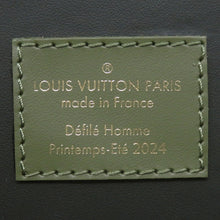 ®
LOUIS VUITTON PARIS
made in France
Défilé Homme
Printemps-Eté 2024